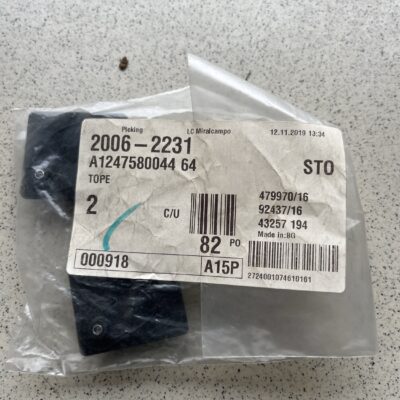 Picking LC Miralcampo 12.11.2019 13:34
2006-2231
A1247580044 64 STO
TOPE
2 C/U
479970/16
92437/16
43257 194
Made in:BG
82 PO
000918 A15P
2724001074610161